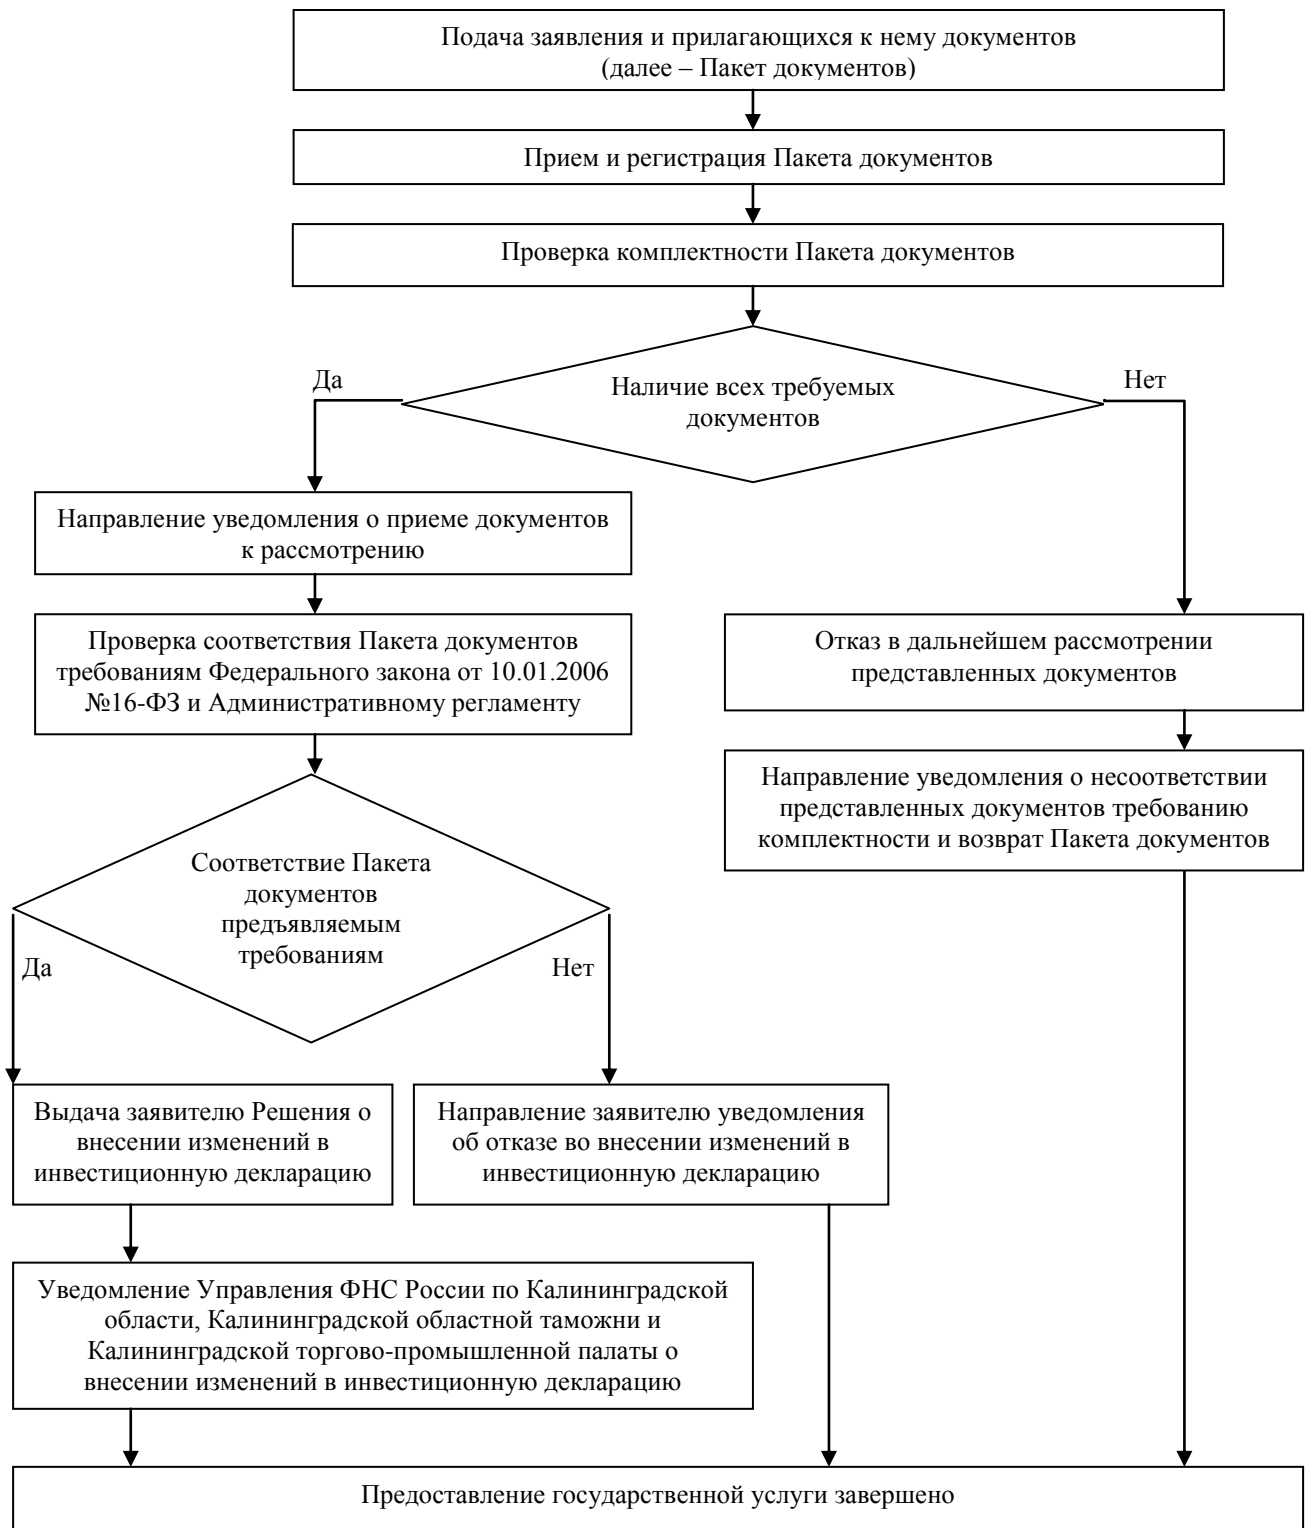 Подача заявления и прилагающихся к нему документов
(далее – Пакет документов)
Прием и регистрация Пакета документов
Проверка комплектности Пакета документов
Наличие всех требуемых
документов
Да
Нет
Направление уведомления о приеме документов
к рассмотрению
Проверка соответствия Пакета документов
требованиям Федерального закона от 10.01.2006
№16-ФЗ и Административному регламенту
Отказ в дальнейшем рассмотрении
представленных документов
Направление уведомления о несоответствии
представленных документов требованию
комплектности и возврат Пакета документов
Соответствие Пакета
документов
предъявляемым
требованиям
Да
Нет
Выдача заявителю Решения о
внесении изменений в
инвестиционную декларацию
Направление заявителю уведомления
об отказе во внесении изменений в
инвестиционную декларацию
Уведомление Управления ФНС России по Калининградской
области, Калининградской областной таможни и
Калининградской торгово-промышленной палаты о
внесении изменений в инвестиционную декларацию
Предоставление государственной услуги завершено